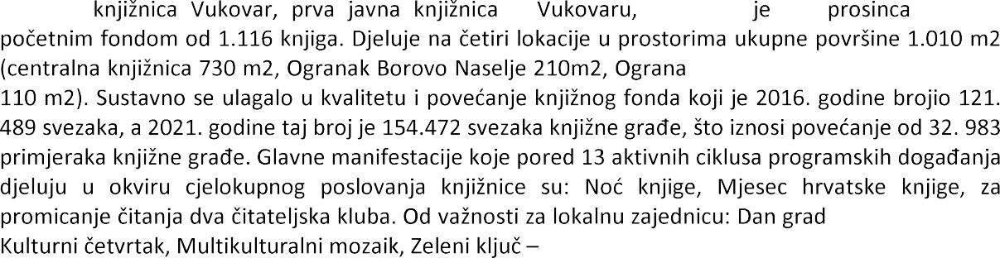 knjižnica Vukovar, prva javna knjižnica Vukovaru, je prosinca
početnim fondom od 1.116 knjiga. Djeluje na četiri lokacije u prostorima ukupne površine 1.010 m2
(centralna knjižnica 730 m2, Ogranak Borovo Naselje 210m2, Ograna
110 m2). Sustavno se ulagalo u kvalitetu i povećanje knjižnog fonda koji je 2016. godine brojio 121.
489 svezaka, a 2021. godine taj broj je 154.472 svezaka knjižne građe, što iznosi povećanje od 32. 983
primjeraka knjižne građe. Glavne manifestacije koje pored 13 aktivnih ciklusa programskih događanja
djeluju u okviru cjelokupnog poslovanja knjižnice su: Noć knjige, Mjesec hrvatske knjige, za
promicanje čitanja dva čitateljska kluba. Od važnosti za lokalnu zajednicu: Dan grad
Kulturni četvrtak, Multikulturalni mozaik, Zeleni ključ –